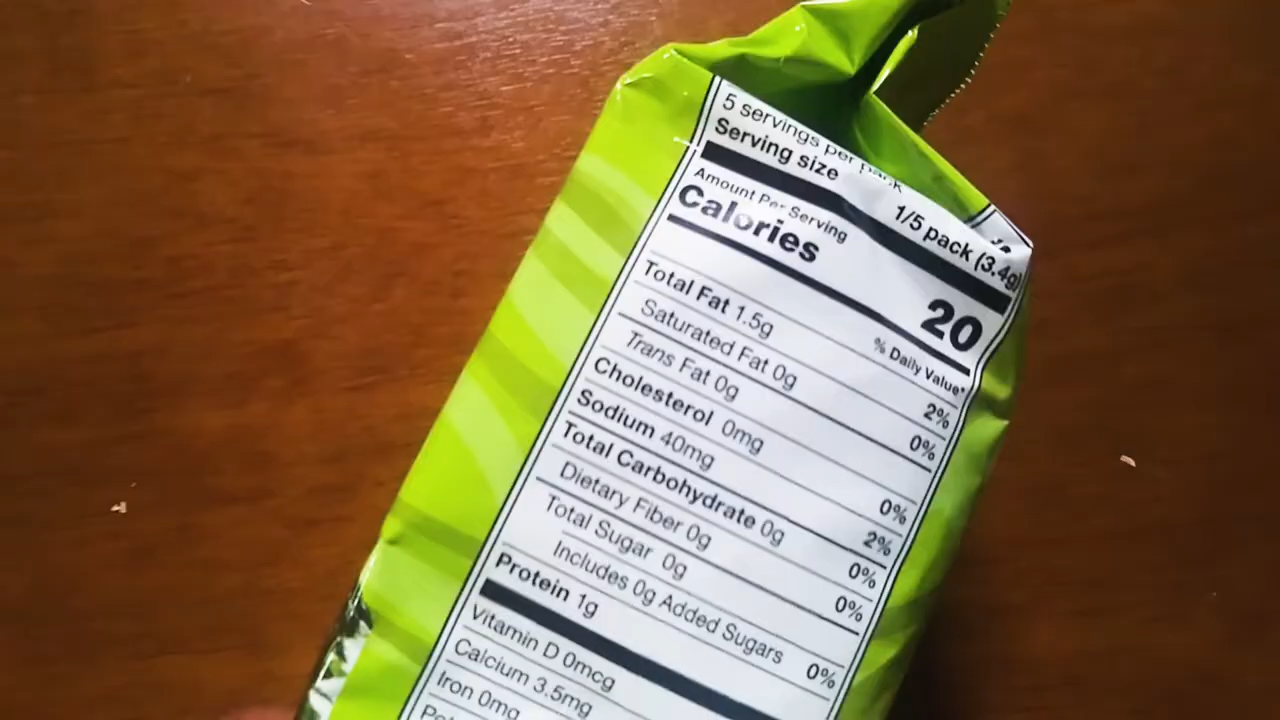 5 servings per pack
Serving size 1/5 pack (3.4g)
Amount Per Serving
Calories 20
% Daily Value*
Total Fat 1.5g 2%
Saturated Fat 0g 0%
Trans Fat 0g
Cholesterol 0mg 0%
Sodium 40mg 2%
Total Carbohydrate 0g 0%
Dietary Fiber 0g 0%
Total Sugar 0g
Includes 0g Added Sugars 0%
Protein 1g
Vitamin D 0mcg
Calcium 3.5mg
Iron 0mg